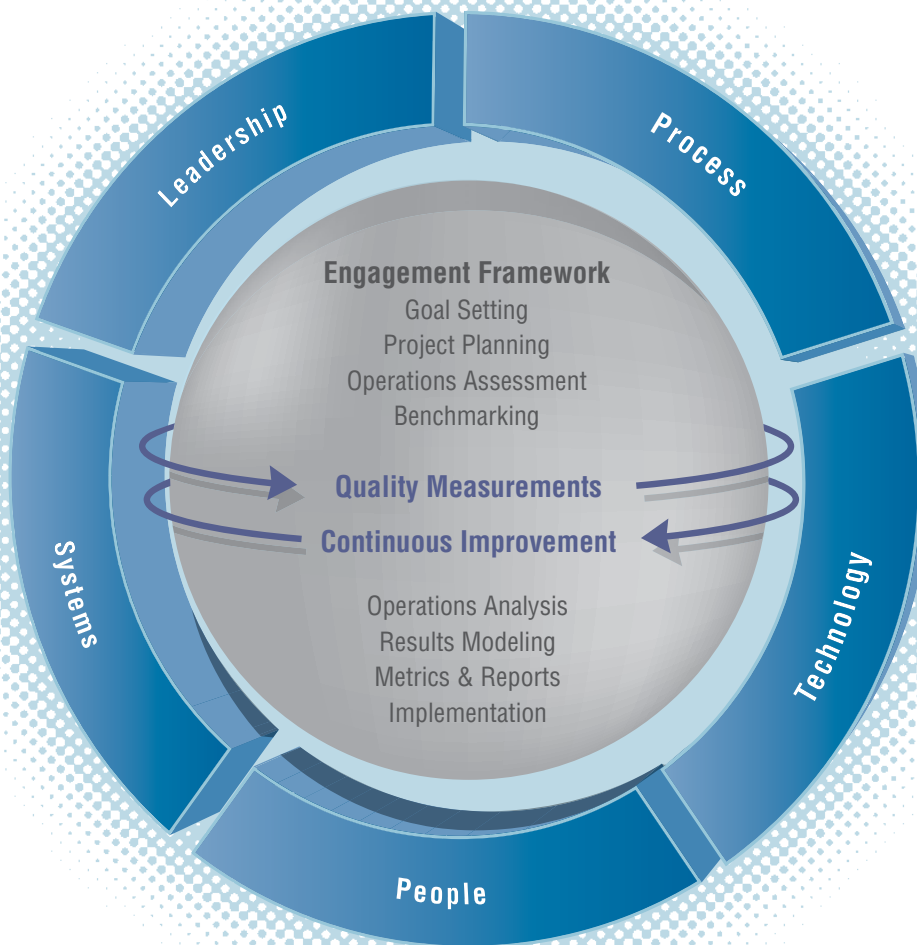 Leadership
Process
Engagement Framework
Goal Setting
Project Planning
Operations Assessment
Benchmarking
Quality Measurements
Continuous Improvement
Operations Analysis
Results Modeling
Metrics & Reports
Implementation
Systems
Technology
People